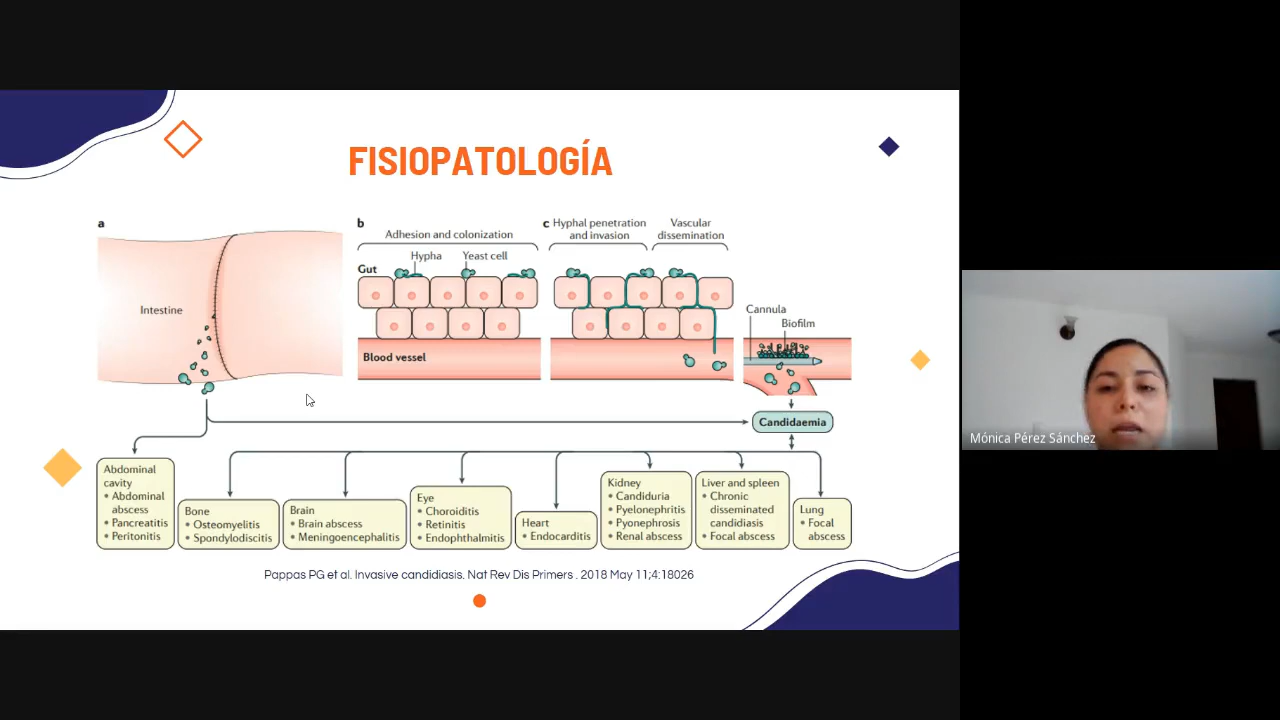 FISIOPATOLOGÍA
a
Intestine
b
Adhesion and colonization
Hypha
Yeast cell
Gut
Blood vessel
c
Hyphal penetration
and invasion
Vascular
dissemination
Cannula
Biofilm
Candidaemia
Abdominal
cavity
• Abdominal
abscess
• Pancreatitis
• Peritonitis
Bone
• Osteomyelitis
• Spondylodiscitis
Brain
• Brain abscess
• Meningoencephalitis
Eye
• Choroiditis
• Retinitis
• Endophthalmitis
Heart
• Endocarditis
Kidney
• Candiduria
• Pyelonephritis
• Pyonephrosis
• Renal abscess
Liver and spleen
• Chronic
disseminated
candidiasis
• Focal abscess
Lung
• Focal
abscess
Pappas PG et al. Invasive candidiasis. Nat Rev Dis Primers . 2018 May 11;4:18026
Mónica Pérez Sánchez